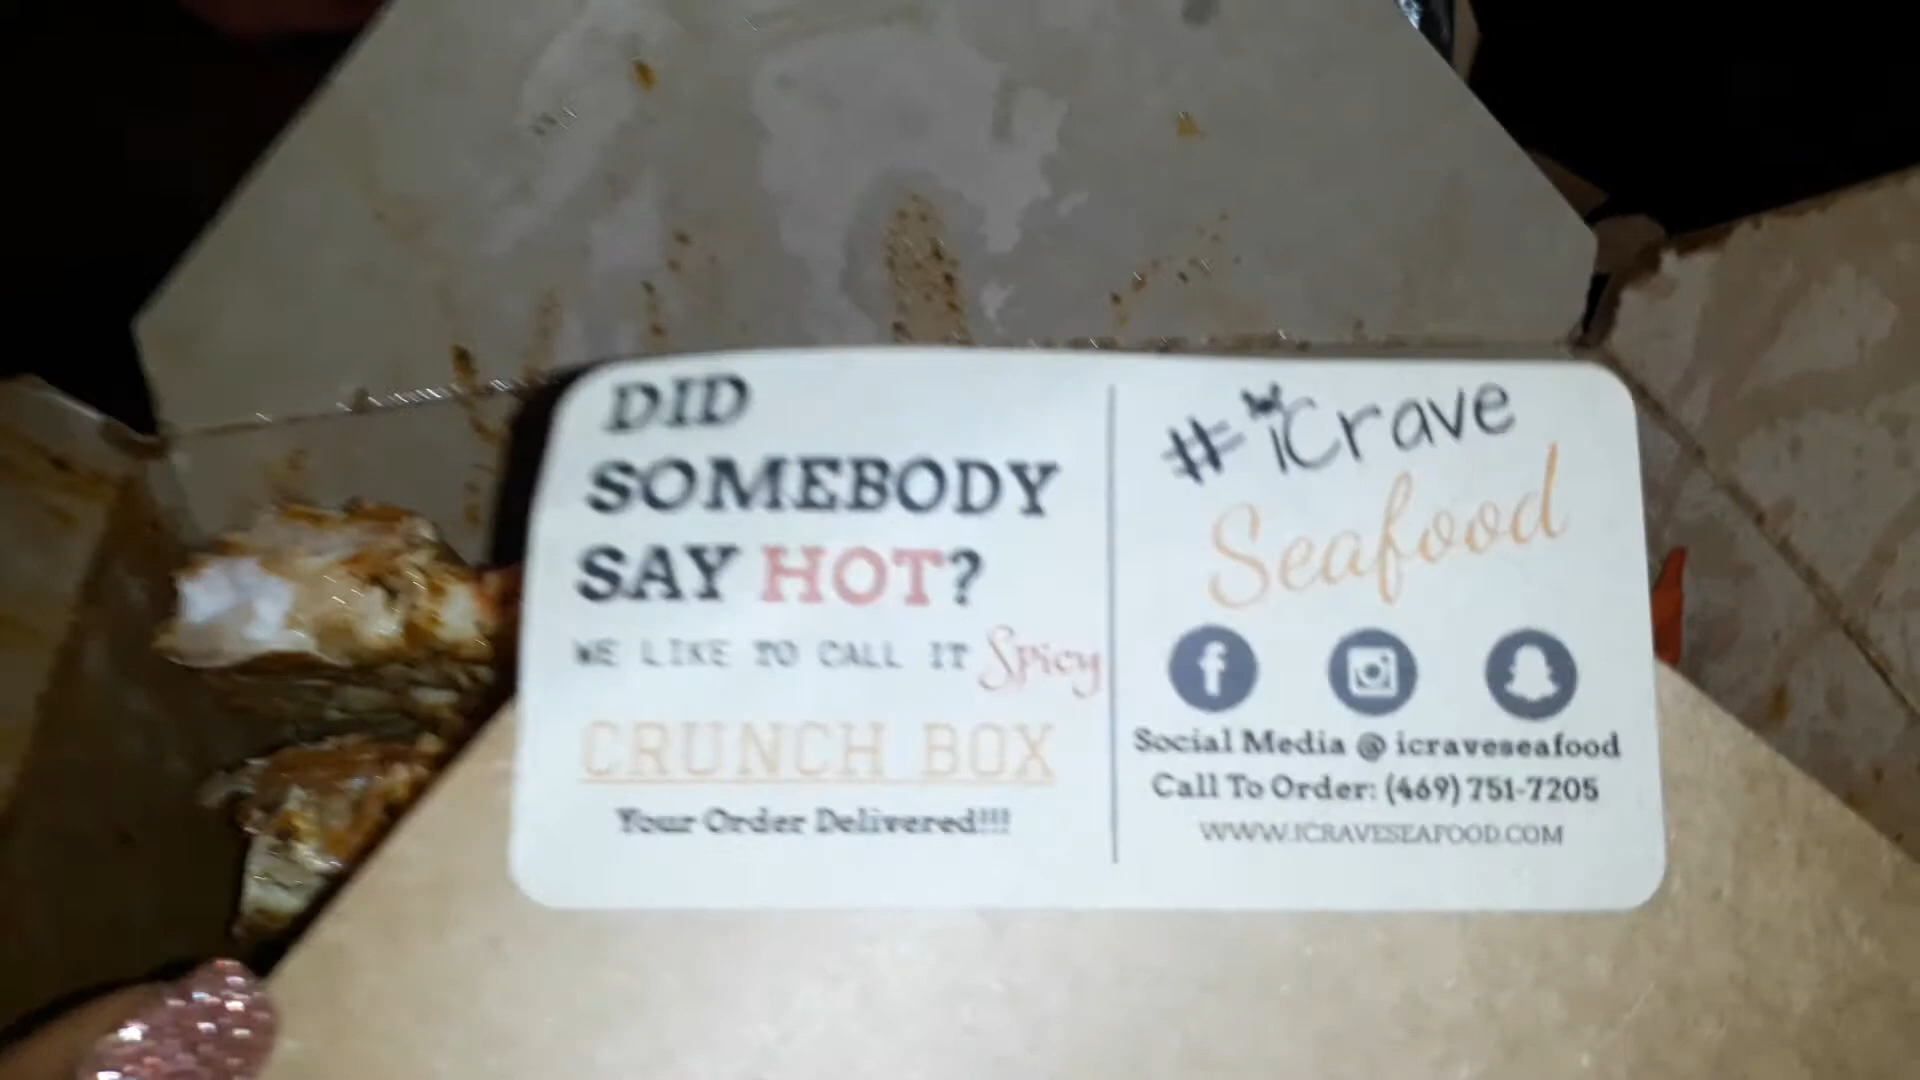 DID
SOMEBODY
SAY HOT?
WE LIKE TO CALL IT Spicy
CRUNCH BOX
Your Order Delivered!!!
#iCrave
Seafood
Social Media @ icraveseafood
Call To Order: (469) 751-7205
WWW.ICRAVESEAFOOD.COM